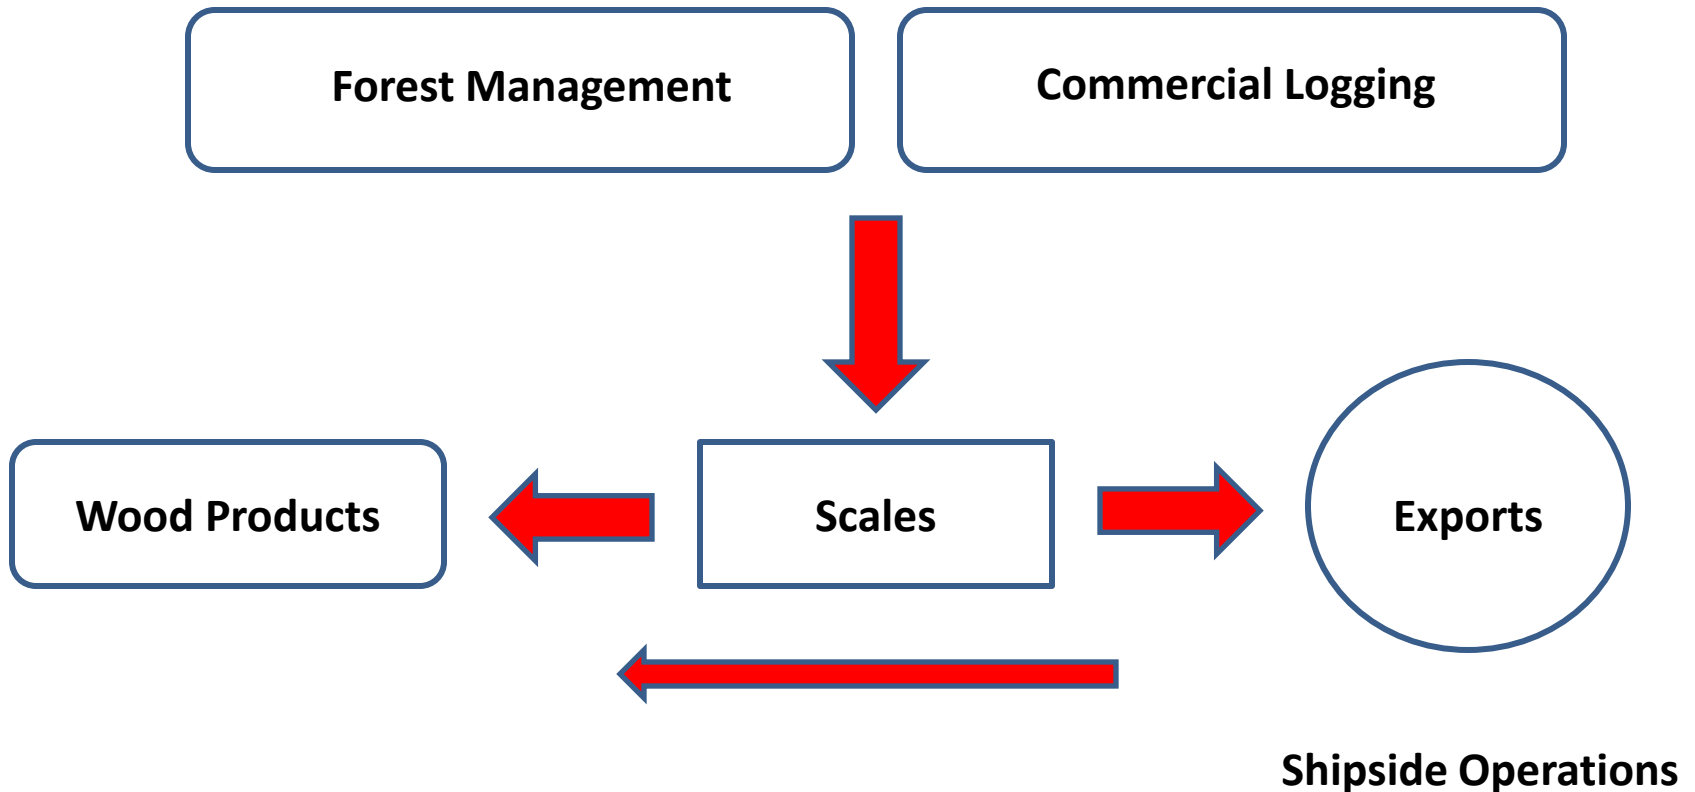 Forest Management
Commercial Logging
Wood Products
Scales
Exports
Shipside Operations